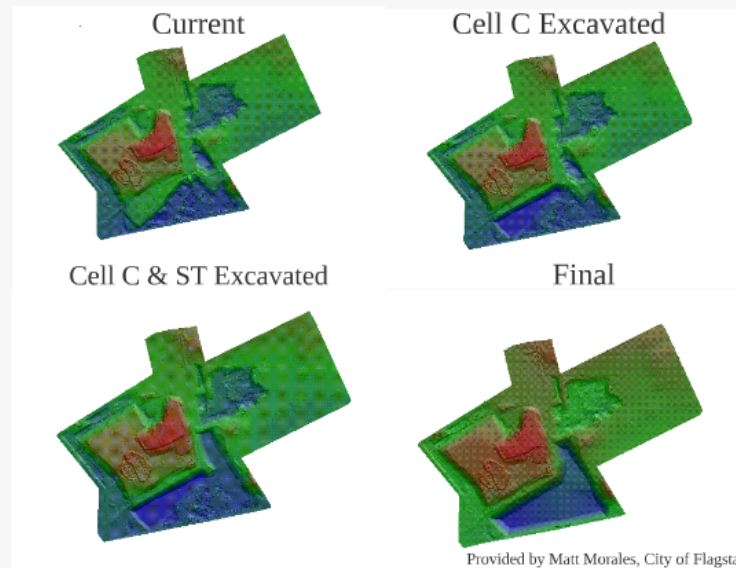 Current
Cell C Excavated
Cell C & ST Excavated
Final
Provided by Matt Morales, City of Flagsta